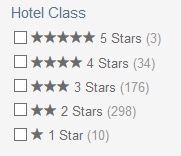 Hotel Class
★★★★★ 5 Stars (3)
★★★★ 4 Stars (34)
★★★ 3 Stars (176)
★★ 2 Stars (298)
★ 1 Star (10)